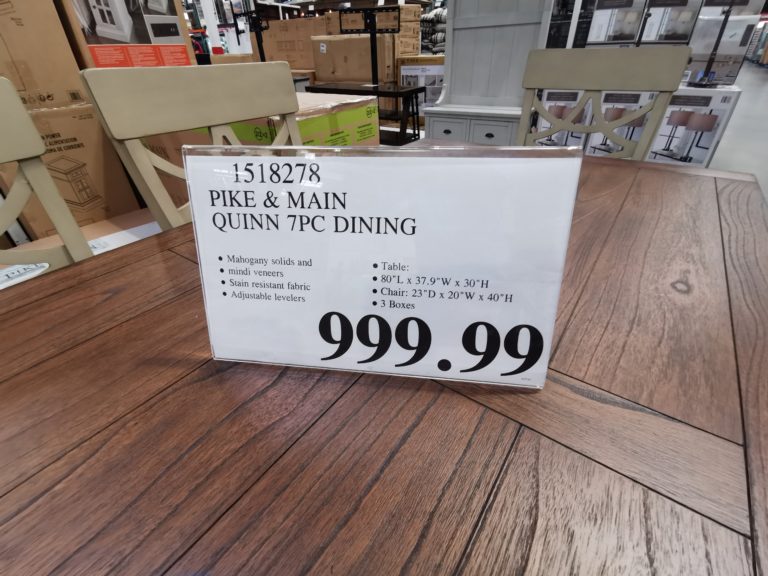 1518278
PIKE & MAIN
QUINN 7PC DINING
• Mahogany solids and
• mindi veneers
• Stain resistant fabric
• Adjustable levelers
• Table:
• 80"L x 37.9"W x 30"H
• Chair: 23"D x 20"W x 40"H
• 3 Boxes
999.99